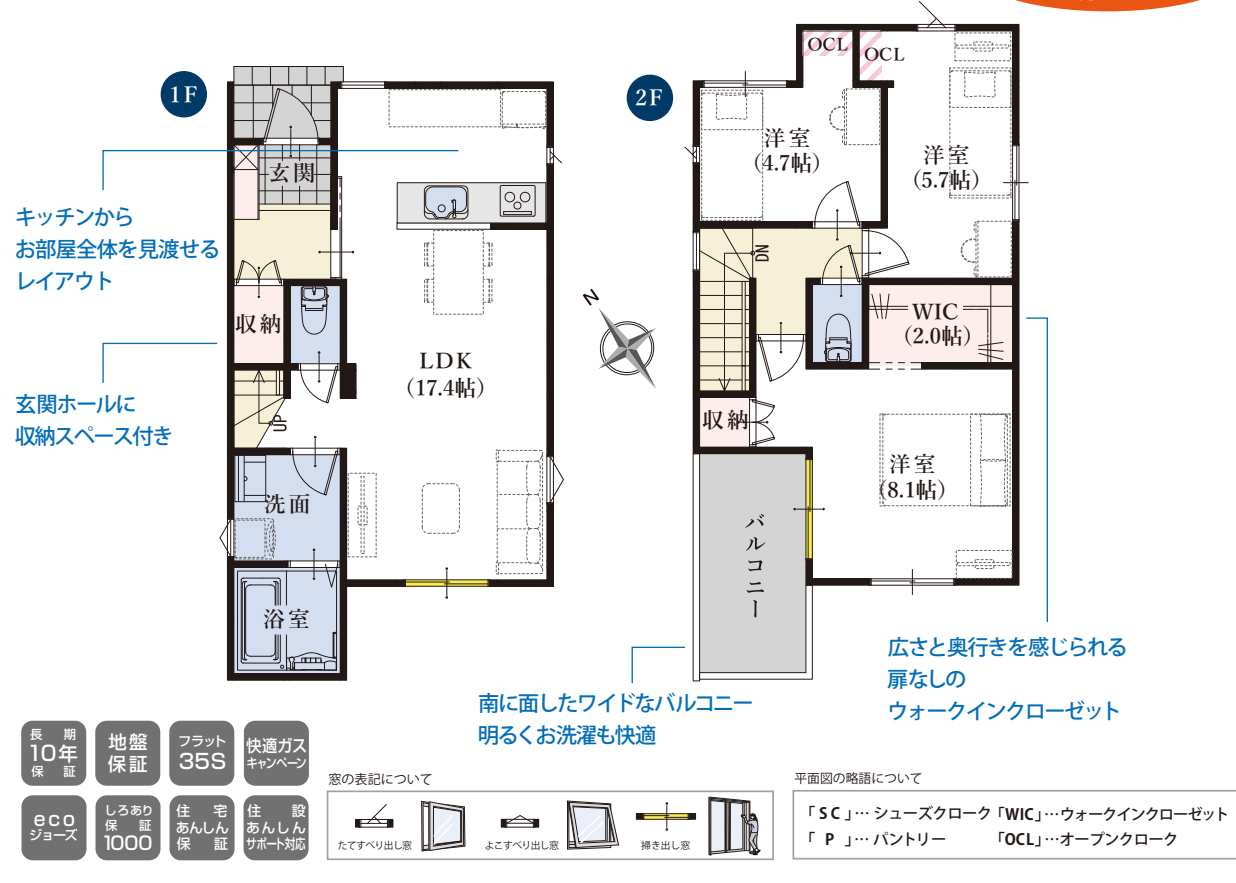 1F
玄関
キッチンから
お部屋全体を見渡せる
レイアウト
収納
LDK
(17.4帖)
玄関ホールに
収納スペース付き
UP
洗面
浴室
N
2F
OCL
OCL
洋室
(4.7帖)
洋室
(5.7帖)
DN
WIC
(2.0帖)
収納
洋室
(8.1帖)
バルコニー
広さと奥行きを感じられる
扉なしの
ウォークインクローゼット
南に面したワイドなバルコニー
明るくお洗濯も快適
長期
10年
保証
地盤
保証
フラット
35S
快適ガス
キャンペーン
eco
ジョーズ
しろあり
保証
1000
住宅
あんしん
保証
住設
あんしん
サポート対応
窓の表記について
たてすべり出し窓
よこすべり出し窓
掃き出し窓
平面図の略語について
「SC」…シューズクローク 「WIC」…ウォークインクローゼット
「P」…パントリー 「OCL」…オープンクローク